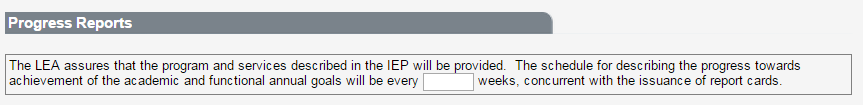 Progress Reports
The LEA assures that the program and services described in the IEP will be provided.  The schedule for describing the progress towards
achievement of the academic and functional annual goals will be every weeks, concurrent with the issuance of report cards.